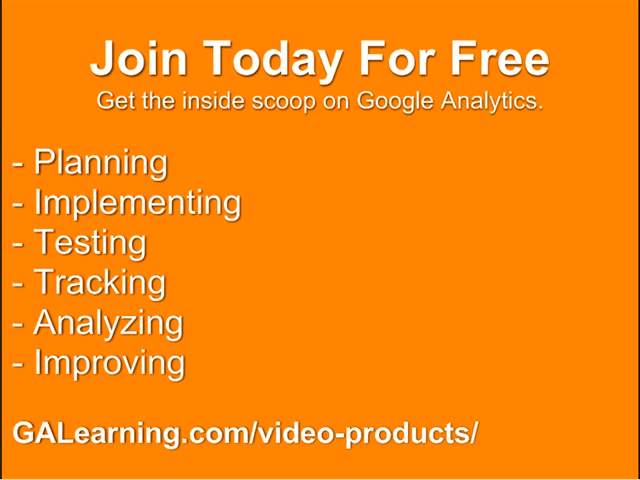 Join Today For Free
Get the inside scoop on Google Analytics.
- Planning
- Implementing
- Testing
- Tracking
- Analyzing
- Improving
GALearning.com/video-products/